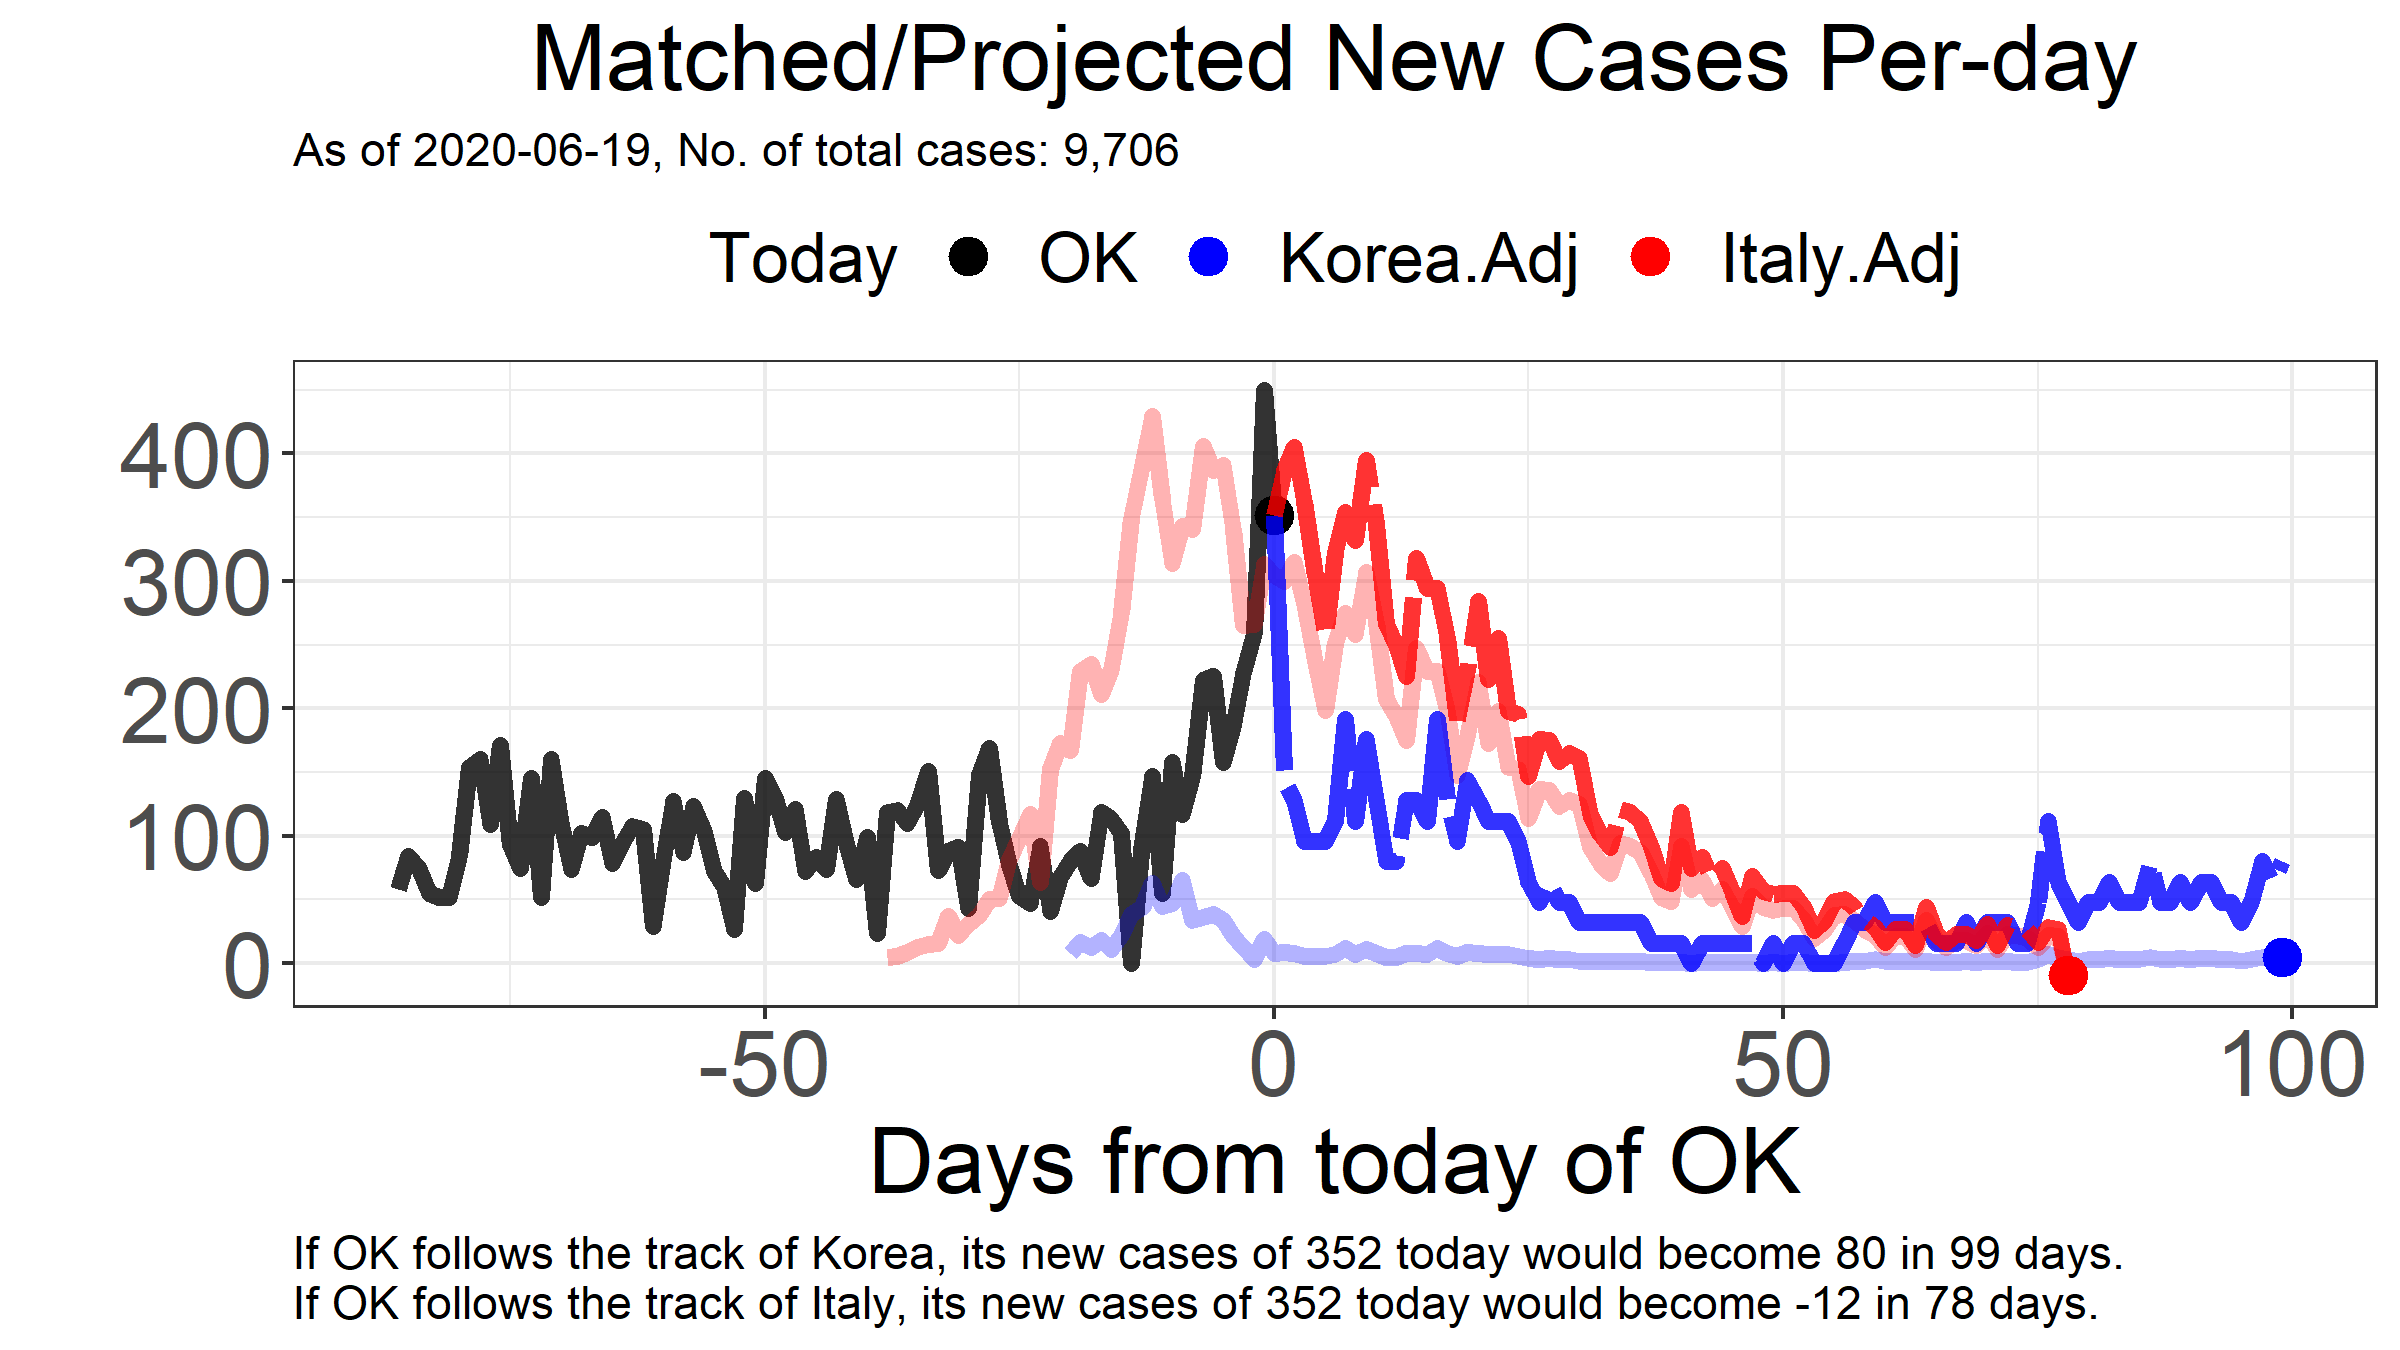 Matched/Projected New Cases Per-day
As of 2020-06-19, No. of total cases: 9,706
Today OK Korea.Adj Italy.Adj
400
300
200
100
0
-50 0 50 100
Days from today of OK
If OK follows the track of Korea, its new cases of 352 today would become 80 in 99 days.
If OK follows the track of Italy, its new cases of 352 today would become -12 in 78 days.